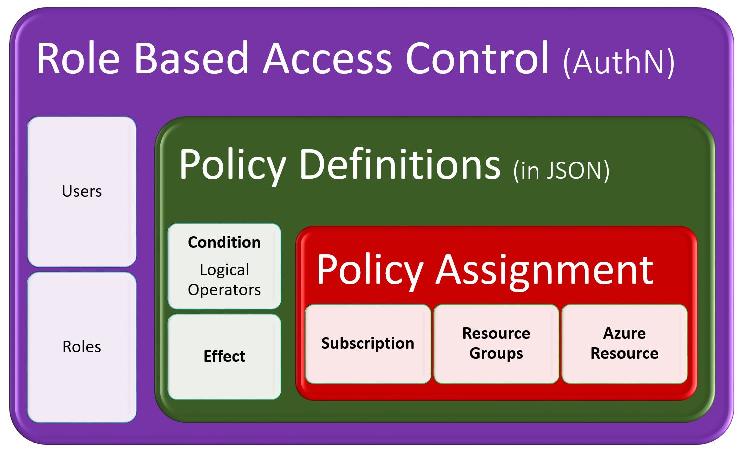 Role Based Access Control (AuthN)
Users
Roles
Policy Definitions (in JSON)
Condition
Logical
Operators
Effect
Policy Assignment
Subscription
Resource
Groups
Azure
Resource